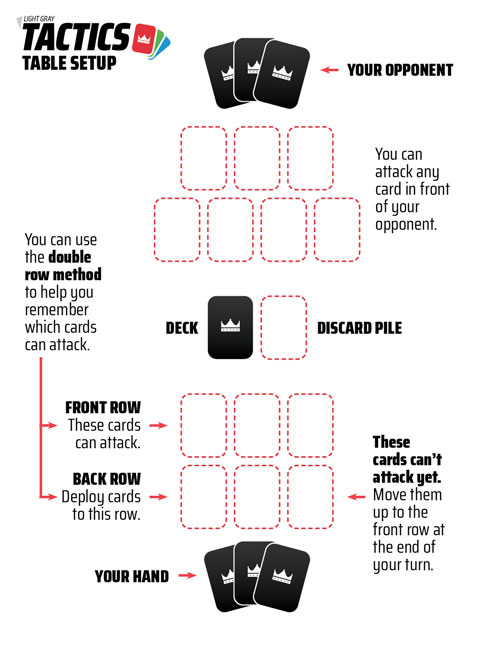 LIGHT GRAY
TACTICS
TABLE SETUP
YOUR OPPONENT
You can
attack any
card in front
of your
opponent.
You can use
the double
row method
to help you
remember
which cards
can attack.
DECK
DISCARD PILE
FRONT ROW
These cards
can attack.
BACK ROW
Deploy cards
to this row.
These
cards can't
attack yet.
Move them
up to the
front row at
the end of
your turn.
YOUR HAND